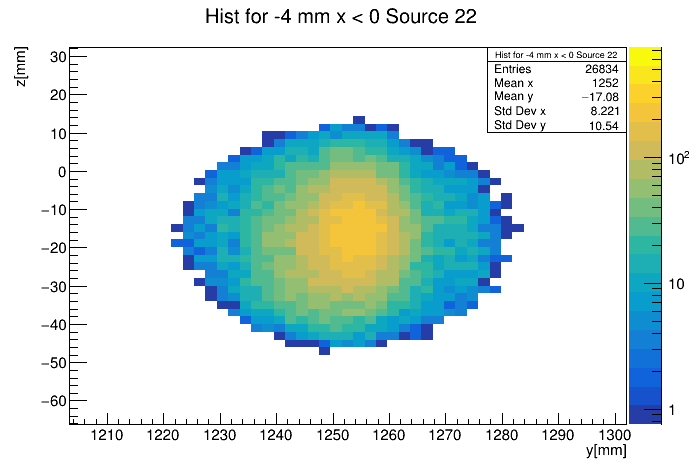 Hist for -4 mm x < 0 Source 22
z[mm]
30
20
10
0
−10
−20
−30
−40
−50
−60
Hist for -4 mm x < 0 Source 22
Entries 26834
Mean x 1252
Mean y −17.08
Std Dev x 8.221
Std Dev y 10.54
10²
10
1
1210 1220 1230 1240 1250 1260 1270 1280 1290 1300
y[mm]